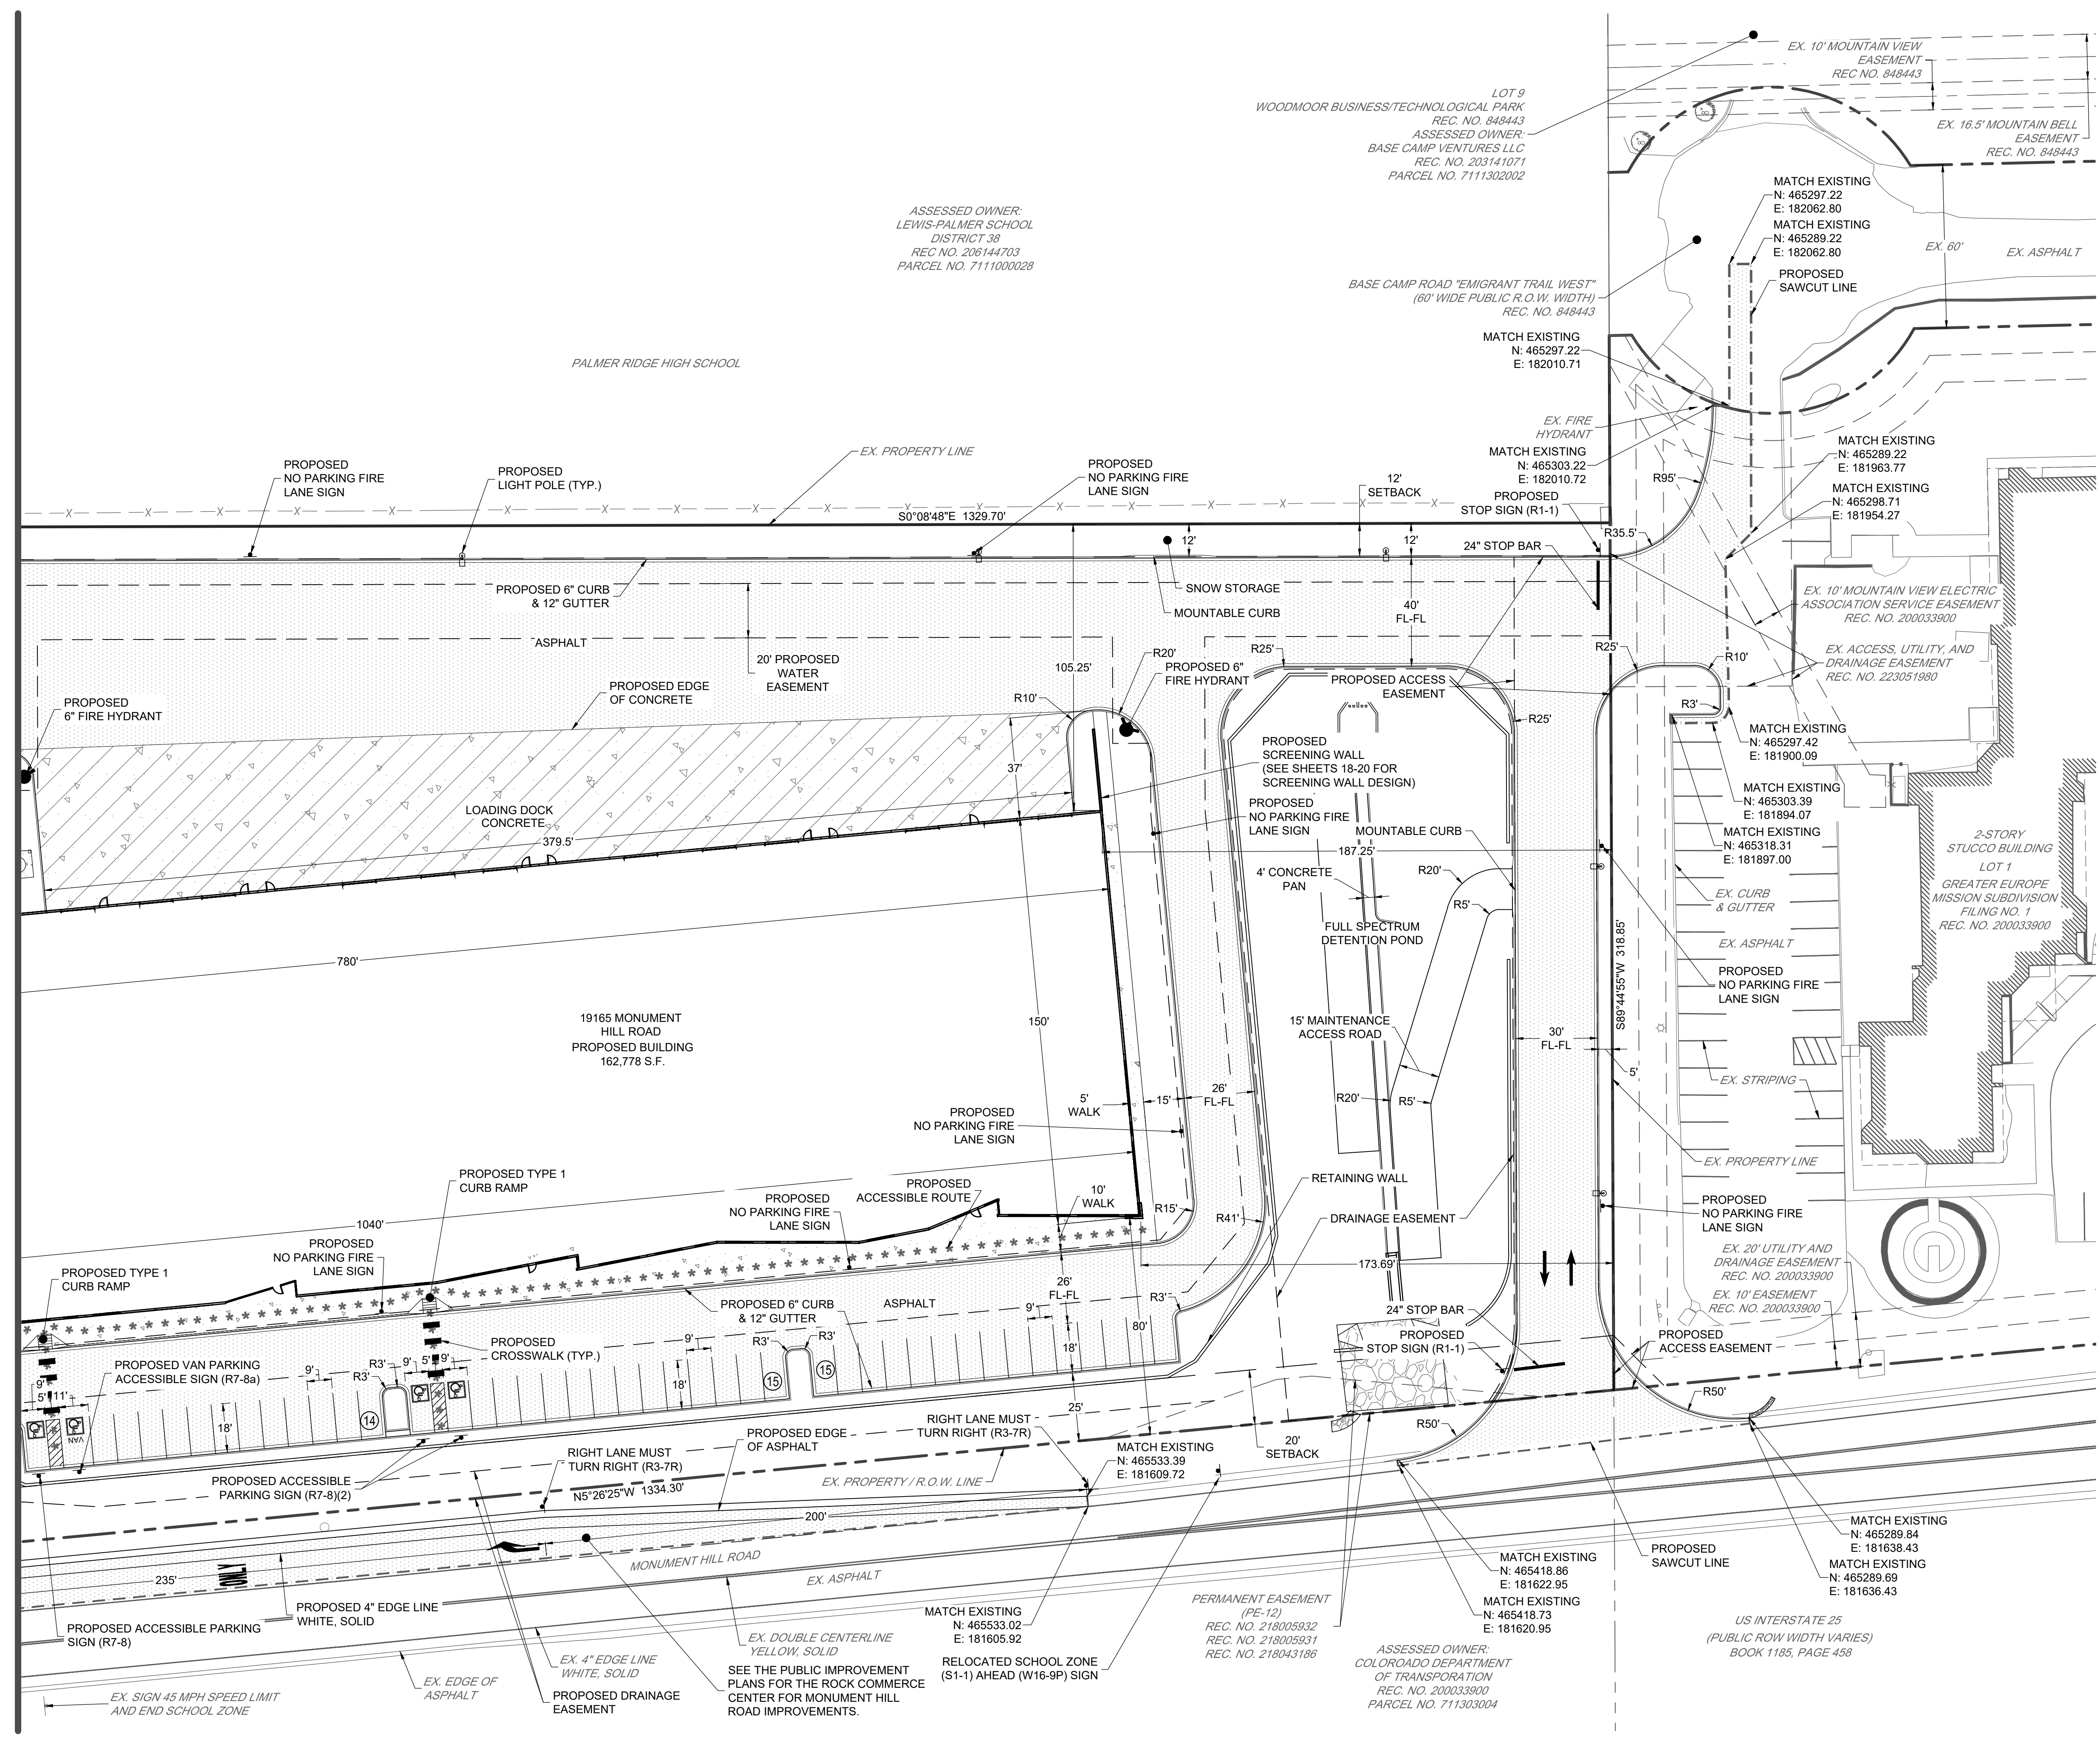 EX. 10' MOUNTAIN VIEW
EASEMENT
REC NO. 848443
LOT 9
WOODMOOR BUSINESS/TECHNOLOGICAL PARK
REC. NO. 848443
ASSESSED OWNER:
BASE CAMP VENTURES LLC
REC. NO. 203141071
PARCEL NO. 7111302002
EX. 16.5' MOUNTAIN BELL
EASEMENT
REC. NO. 848443
MATCH EXISTING
N: 465297.22
E: 182062.80
MATCH EXISTING
N: 465289.22
E: 182062.80
ASSESSED OWNER:
LEWIS-PALMER SCHOOL
DISTRICT 38
REC NO. 206144703
PARCEL NO. 7111000028
EX. 60'
EX. ASPHALT
PROPOSED
SAWCUT LINE
BASE CAMP ROAD "EMIGRANT TRAIL WEST"
(60' WIDE PUBLIC R.O.W. WIDTH)
REC. NO. 848443
MATCH EXISTING
N: 465297.22
E: 182010.71
PALMER RIDGE HIGH SCHOOL
EX. FIRE
HYDRANT
MATCH EXISTING
N: 465303.22
E: 182010.72
MATCH EXISTING
N: 465289.22
E: 181963.77
MATCH EXISTING
N: 465298.71
E: 181954.27
EX. PROPERTY LINE
PROPOSED
NO PARKING FIRE
LANE SIGN
PROPOSED
LIGHT POLE (TYP.)
PROPOSED
NO PARKING FIRE
LANE SIGN
12'
SETBACK
PROPOSED
STOP SIGN (R1-1)
R95'
S0°08'48"E 1329.70'
R35.5'
12'
12'
24" STOP BAR
PROPOSED 6" CURB
& 12" GUTTER
SNOW STORAGE
MOUNTABLE CURB
40'
FL-FL
EX. 10' MOUNTAIN VIEW ELECTRIC
ASSOCIATION SERVICE EASEMENT
REC. NO. 200033900
ASPHALT
20' PROPOSED
WATER
EASEMENT
105.25'
R20'
R25'
R25'
R10'
EX. ACCESS, UTILITY, AND
DRAINAGE EASEMENT
REC. NO. 223051980
PROPOSED 6"
FIRE HYDRANT
PROPOSED ACCESS
EASEMENT
PROPOSED EDGE
OF CONCRETE
R10'
R3'
R25'
PROPOSED
6" FIRE HYDRANT
MATCH EXISTING
N: 465297.42
E: 181900.09
37'
PROPOSED
SCREENING WALL
(SEE SHEETS 18-20 FOR
SCREENING WALL DESIGN)
MATCH EXISTING
N: 465303.39
E: 181894.07
LOADING DOCK
CONCRETE
379.5'
PROPOSED
NO PARKING FIRE
LANE SIGN
MOUNTABLE CURB
187.25'
MATCH EXISTING
N: 465318.31
E: 181897.00
2-STORY
STUCCO BUILDING
LOT 1
GREATER EUROPE
MISSION SUBDIVISION
FILING NO. 1
REC. NO. 200033900
4' CONCRETE
PAN
R20'
R5'
EX. CURB
& GUTTER
FULL SPECTRUM
DETENTION POND
EX. ASPHALT
S89°44'55"W 318.85'
780'
PROPOSED
NO PARKING FIRE
LANE SIGN
19165 MONUMENT
HILL ROAD
PROPOSED BUILDING
162,778 S.F.
150'
15' MAINTENANCE
ACCESS ROAD
30'
FL-FL
5'
EX. STRIPING
5'
WALK
15'
26'
FL-FL
R20'
R5'
PROPOSED
NO PARKING FIRE
LANE SIGN
EX. PROPERTY LINE
PROPOSED TYPE 1
CURB RAMP
PROPOSED
ACCESSIBLE ROUTE
RETAINING WALL
10'
WALK
PROPOSED
NO PARKING FIRE
LANE SIGN
R15'
R41'
DRAINAGE EASEMENT
PROPOSED
NO PARKING FIRE
LANE SIGN
1040'
PROPOSED
NO PARKING FIRE
LANE SIGN
EX. 20' UTILITY AND
DRAINAGE EASEMENT
REC. NO. 200033900
EX. 10' EASEMENT
REC. NO. 200033900
PROPOSED TYPE 1
CURB RAMP
173.69'
26'
FL-FL
PROPOSED 6" CURB
& 12" GUTTER
ASPHALT
9'
R3'
24" STOP BAR
PROPOSED
STOP SIGN (R1-1)
PROPOSED
ACCESS EASEMENT
80'
PROPOSED
CROSSWALK (TYP.)
9'
R3'
R3'
18'
PROPOSED VAN PARKING
ACCESSIBLE SIGN (R7-8a)
9'
R3'
9'
5'
9'
15
15
18'
9'
5'
11'
14
18'
VAN
25'
R50'
R50'
RIGHT LANE MUST
TURN RIGHT (R3-7R)
PROPOSED EDGE
OF ASPHALT
RIGHT LANE MUST
TURN RIGHT (R3-7R)
20'
SETBACK
MATCH EXISTING
N: 465533.39
E: 181609.72
PROPOSED ACCESSIBLE
PARKING SIGN (R7-8)(2)
EX. PROPERTY / R.O.W. LINE
N5°26'25"W 1334.30'
200'
MATCH EXISTING
N: 465289.84
E: 181638.43
PROPOSED
SAWCUT LINE
MATCH EXISTING
N: 465289.69
E: 181636.43
MONUMENT HILL ROAD
EX. ASPHALT
235'
ONLY
MATCH EXISTING
N: 465418.86
E: 181622.95
MATCH EXISTING
N: 465418.73
E: 181620.95
PERMANENT EASEMENT
(PE-12)
REC. NO. 218005932
REC. NO. 218005931
REC. NO. 218043186
PROPOSED 4" EDGE LINE
WHITE, SOLID
MATCH EXISTING
N: 465533.02
E: 181605.92
PROPOSED ACCESSIBLE PARKING
SIGN (R7-8)
US INTERSTATE 25
(PUBLIC ROW WIDTH VARIES)
BOOK 1185, PAGE 458
EX. DOUBLE CENTERLINE
YELLOW, SOLID
EX. 4" EDGE LINE
WHITE, SOLID
RELOCATED SCHOOL ZONE
(S1-1) AHEAD (W16-9P) SIGN
ASSESSED OWNER:
COLOROADO DEPARTMENT
OF TRANSPORATION
REC. NO. 200033900
PARCEL NO. 711303004
SEE THE PUBLIC IMPROVEMENT
PLANS FOR THE ROCK COMMERCE
CENTER FOR MONUMENT HILL
ROAD IMPROVEMENTS.
EX. EDGE OF
ASPHALT
PROPOSED DRAINAGE
EASEMENT
EX. SIGN 45 MPH SPEED LIMIT
AND END SCHOOL ZONE